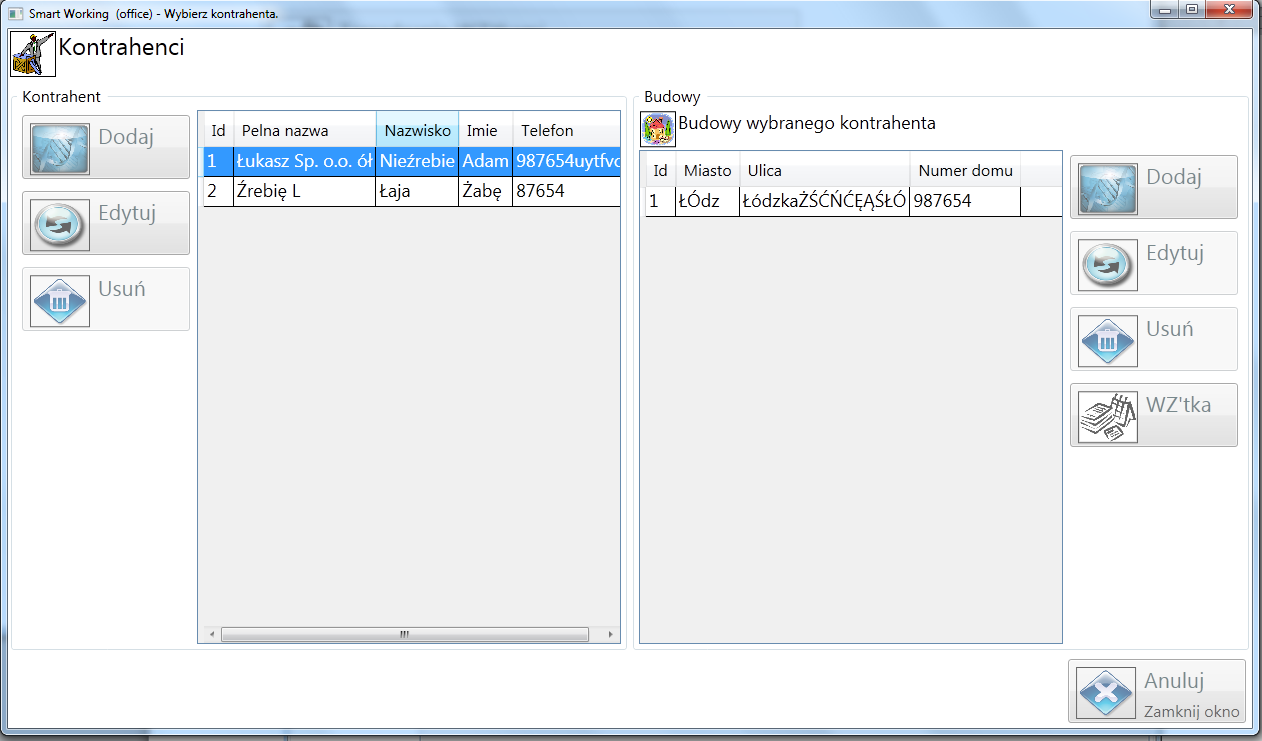 Smart Working (office) - Wybierz kontrahenta.
Kontrahenci
Kontrahent
Dodaj
Edytuj
Usuń
Id Pelna nazwa Nazwisko Imie Telefon
1 Łukasz Sp. o.o. ół Nieźrebie Adam 987654uytfvc
2 Źrebię L Łaja Żabę 87654
Budowy
Budowy wybranego kontrahenta
Id Miasto Ulica Numer domu
1 ŁÓdz ŁódzkaŻŚĆŃĆĘĄŚŁÓ 987654
Dodaj
Edytuj
Usuń
WZ'tka
Anuluj
Zamknij okno